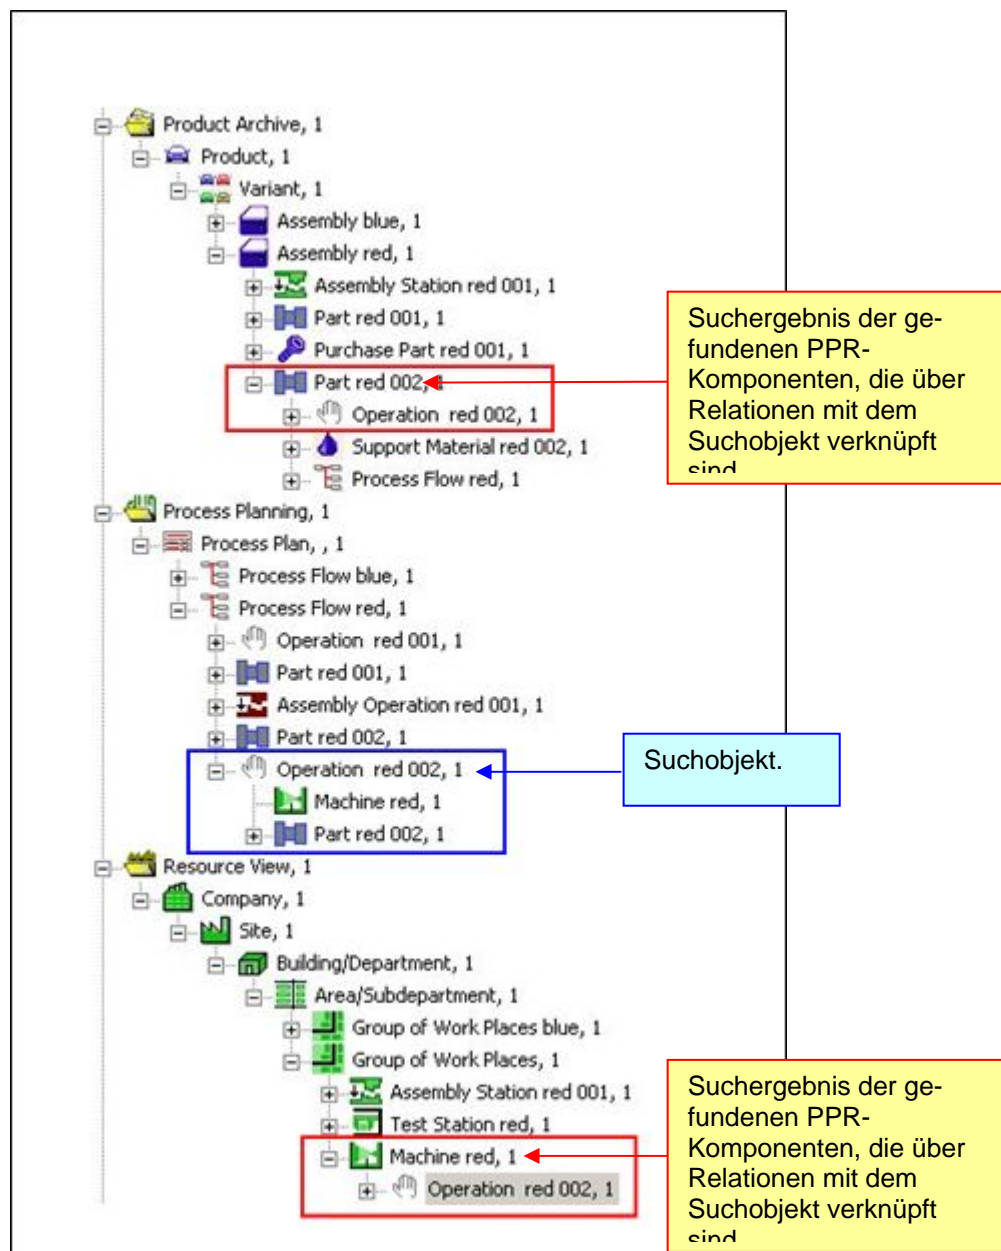 Product Archive, 1
Product, 1
Variant, 1
Assembly blue, 1
Assembly red, 1
Assembly Station red 001, 1
Part red 001, 1
Purchase Part red 001, 1
Part red 002, 1
Operation red 002, 1
Support Material red 002, 1
Process Flow red, 1
Suchergebnis der ge-
fundenen PPR-
Komponenten, die über
Relationen mit dem
Suchobjekt verknüpft
sind
Process Planning, 1
Process Plan, , 1
Process Flow blue, 1
Process Flow red, 1
Operation red 001, 1
Part red 001, 1
Assembly Operation red 001, 1
Part red 002, 1
Operation red 002, 1
Machine red, 1
Part red 002, 1
Suchobjekt.
Resource View, 1
Company, 1
Site, 1
Building/Department, 1
Area/Subdepartment, 1
Group of Work Places blue, 1
Group of Work Places, 1
Assembly Station red 001, 1
Test Station red, 1
Machine red, 1
Operation red 002, 1
Suchergebnis der ge-
fundenen PPR-
Komponenten, die über
Relationen mit dem
Suchobjekt verknüpft
sind